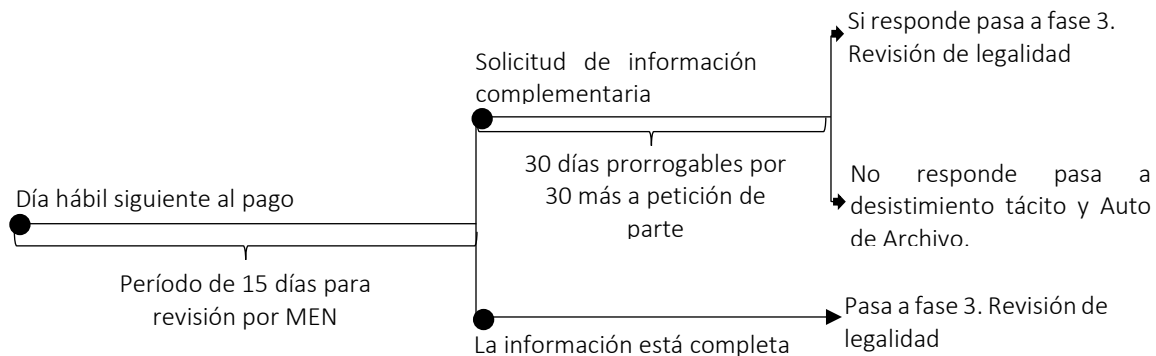 Día hábil siguiente al pago
Período de 15 días para
revisión por MEN
Solicitud de información
complementaria
30 días prorrogables por
30 más a petición de
parte
Si responde pasa a fase 3.
Revisión de legalidad
No responde pasa a
desistimiento tácito y Auto
de Archivo.
La información está completa
Pasa a fase 3. Revisión de
legalidad